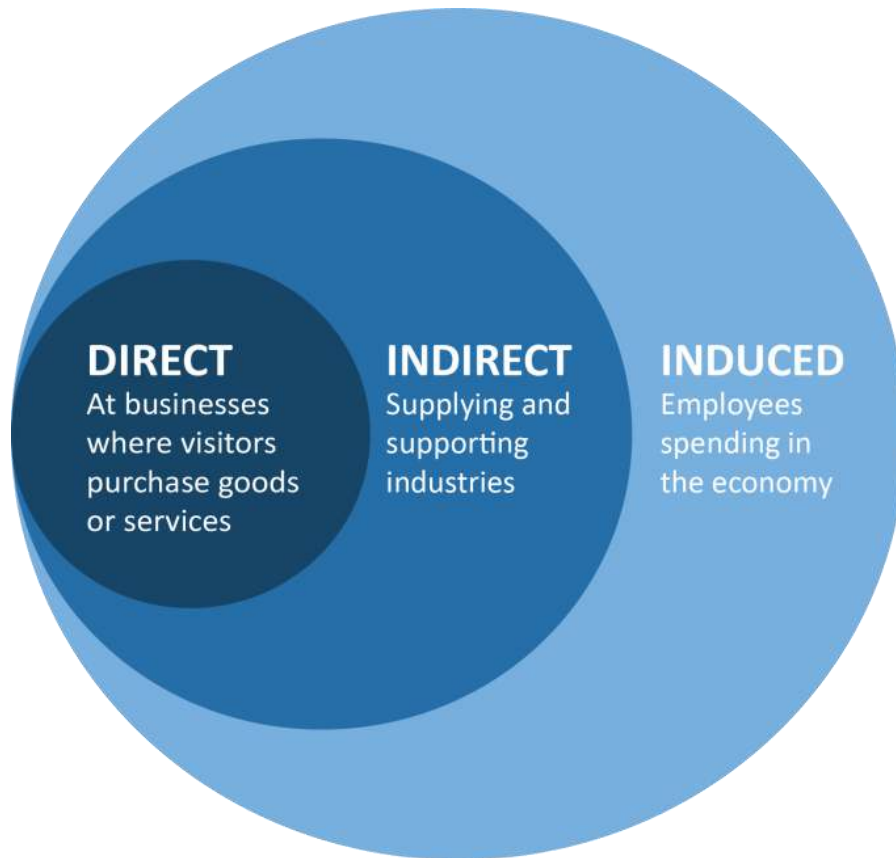 DIRECT
At businesses
where visitors
purchase goods
or services
INDIRECT
Supplying and
supporting
industries
INDUCED
Employees
spending in
the economy